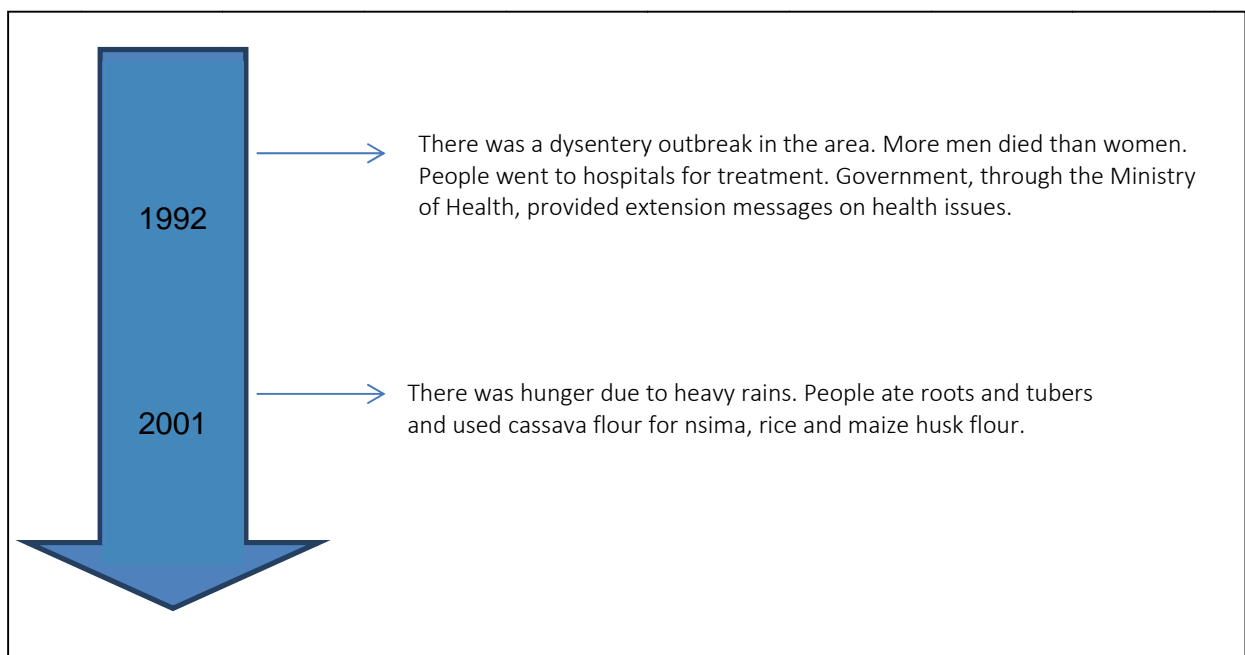 1992
There was a dysentery outbreak in the area. More men died than women.
People went to hospitals for treatment. Government, through the Ministry
of Health, provided extension messages on health issues.
2001
There was hunger due to heavy rains. People ate roots and tubers
and used cassava flour for nsima, rice and maize husk flour.